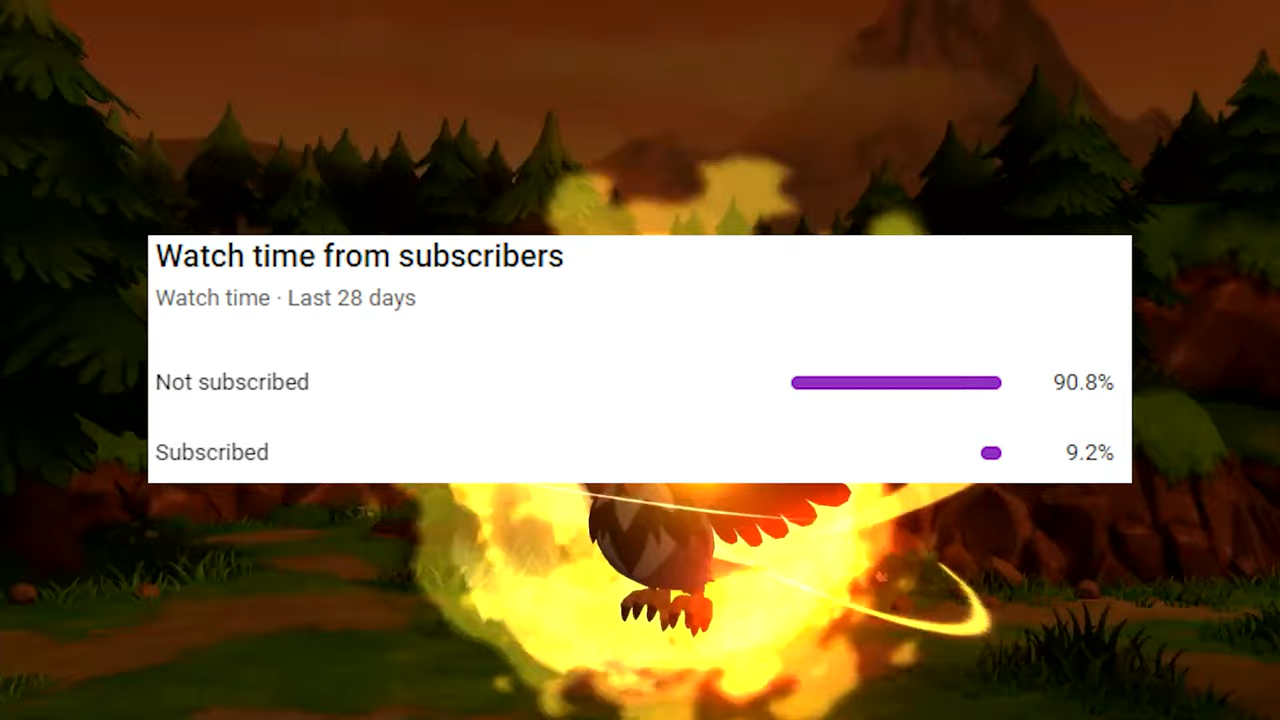 Watch time from subscribers
Watch time · Last 28 days
Not subscribed 90.8%
Subscribed 9.2%